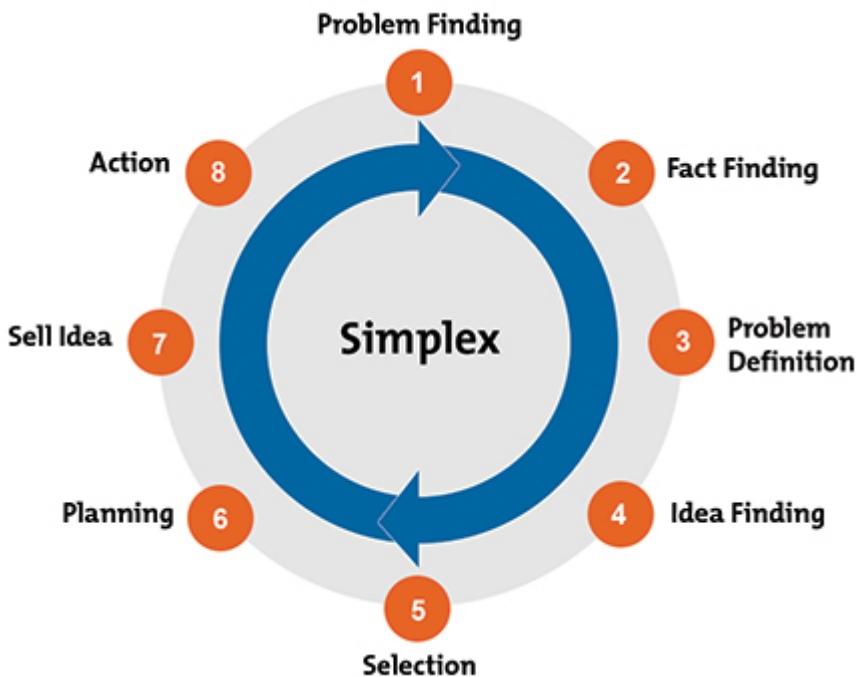 Problem Finding
1
2
Fact Finding
3
Problem
Definition
4
Idea Finding
5
Selection
6
Planning
7
Sell Idea
8
Action
Simplex